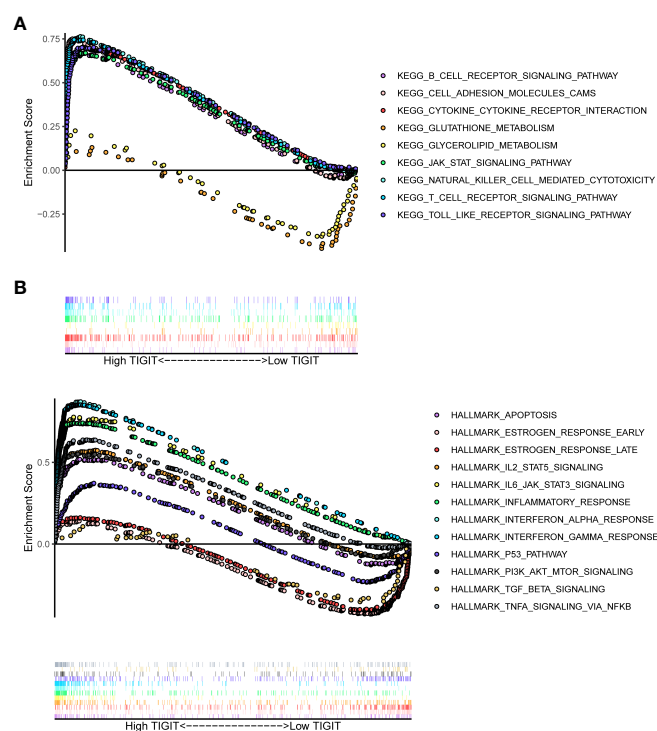 A
0.75
0.50
0.25
0.00
−0.25
Enrichment Score
KEGG_B_CELL_RECEPTOR_SIGNALING_PATHWAY
KEGG_CELL_ADHESION_MOLECULES_CAMS
KEGG_CYTOKINE_CYTOKINE_RECEPTOR_INTERACTION
KEGG_GLUTATHIONE_METABOLISM
KEGG_GLYCEROLIPID_METABOLISM
KEGG_JAK_STAT_SIGNALING_PATHWAY
KEGG_NATURAL_KILLER_CELL_MEDIATED_CYTOTOXICITY
KEGG_T_CELL_RECEPTOR_SIGNALING_PATHWAY
KEGG_TOLL_LIKE_RECEPTOR_SIGNALING_PATHWAY
B
High TIGIT<−−−−−−−−−−−−−−−>Low TIGIT
0.5
0.0
Enrichment Score
HALLMARK_APOPTOSIS
HALLMARK_ESTROGEN_RESPONSE_EARLY
HALLMARK_ESTROGEN_RESPONSE_LATE
HALLMARK_IL2_STAT5_SIGNALING
HALLMARK_IL6_JAK_STAT3_SIGNALING
HALLMARK_INFLAMMATORY_RESPONSE
HALLMARK_INTERFERON_ALPHA_RESPONSE
HALLMARK_INTERFERON_GAMMA_RESPONSE
HALLMARK_P53_PATHWAY
HALLMARK_PI3K_AKT_MTOR_SIGNALING
HALLMARK_TGF_BETA_SIGNALING
HALLMARK_TNFA_SIGNALING_VIA_NFKB
High TIGIT<−−−−−−−−−−−−−−−>Low TIGIT